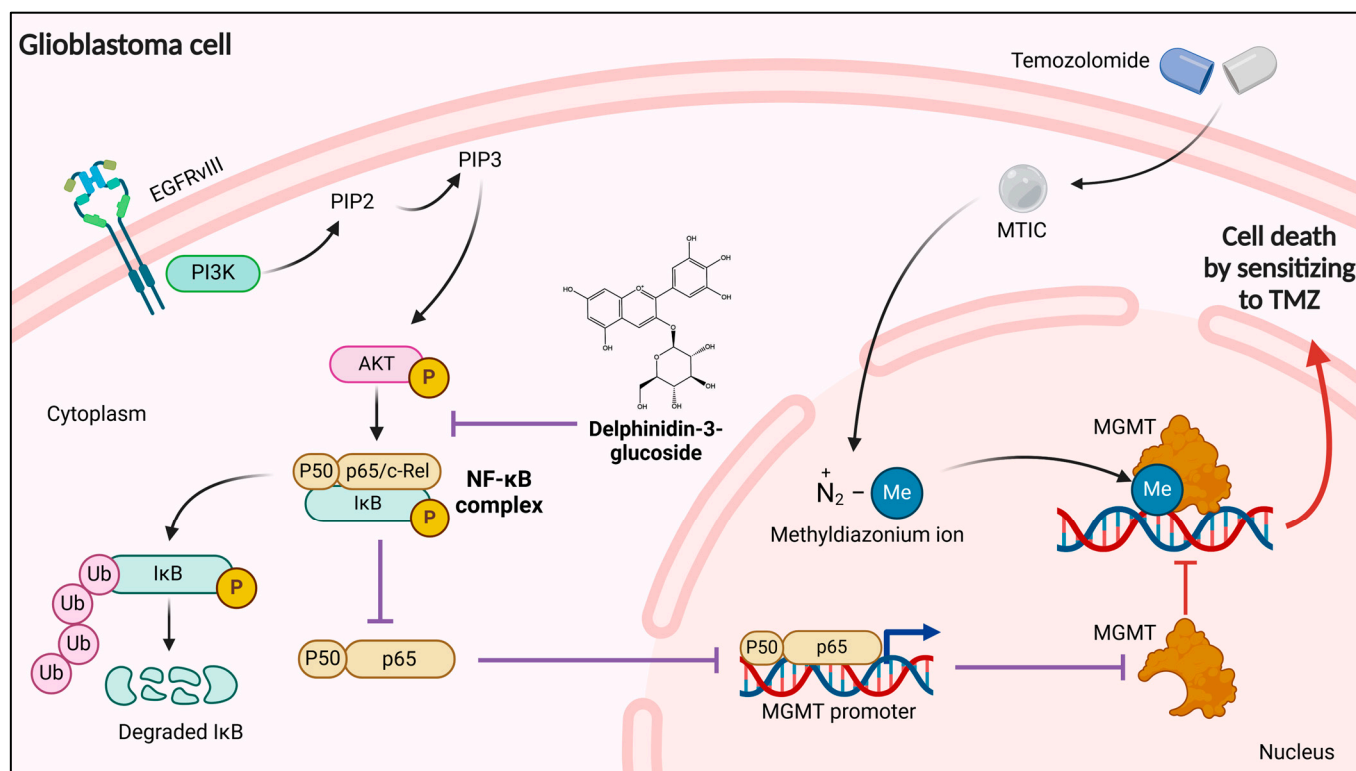 Glioblastoma cell
Temozolomide
EGFRvIII
PIP3
PIP2
PI3K
MTIC
Cell death
by sensitizing
to TMZ
OH
OH
HO
O+
OH
OH
O
O
OH
HO
OH
OH
AKT
P
Cytoplasm
Delphinidin-3-
glucoside
P50
p65/c-Rel
IκB
P
NF-κB
complex
MGMT
Me
+
N2 – Me
Methyldiazonium ion
Ub
IκB
P
Ub
Ub
Ub
P50
p65
P50
p65
MGMT
Degraded IκB
MGMT promoter
Nucleus